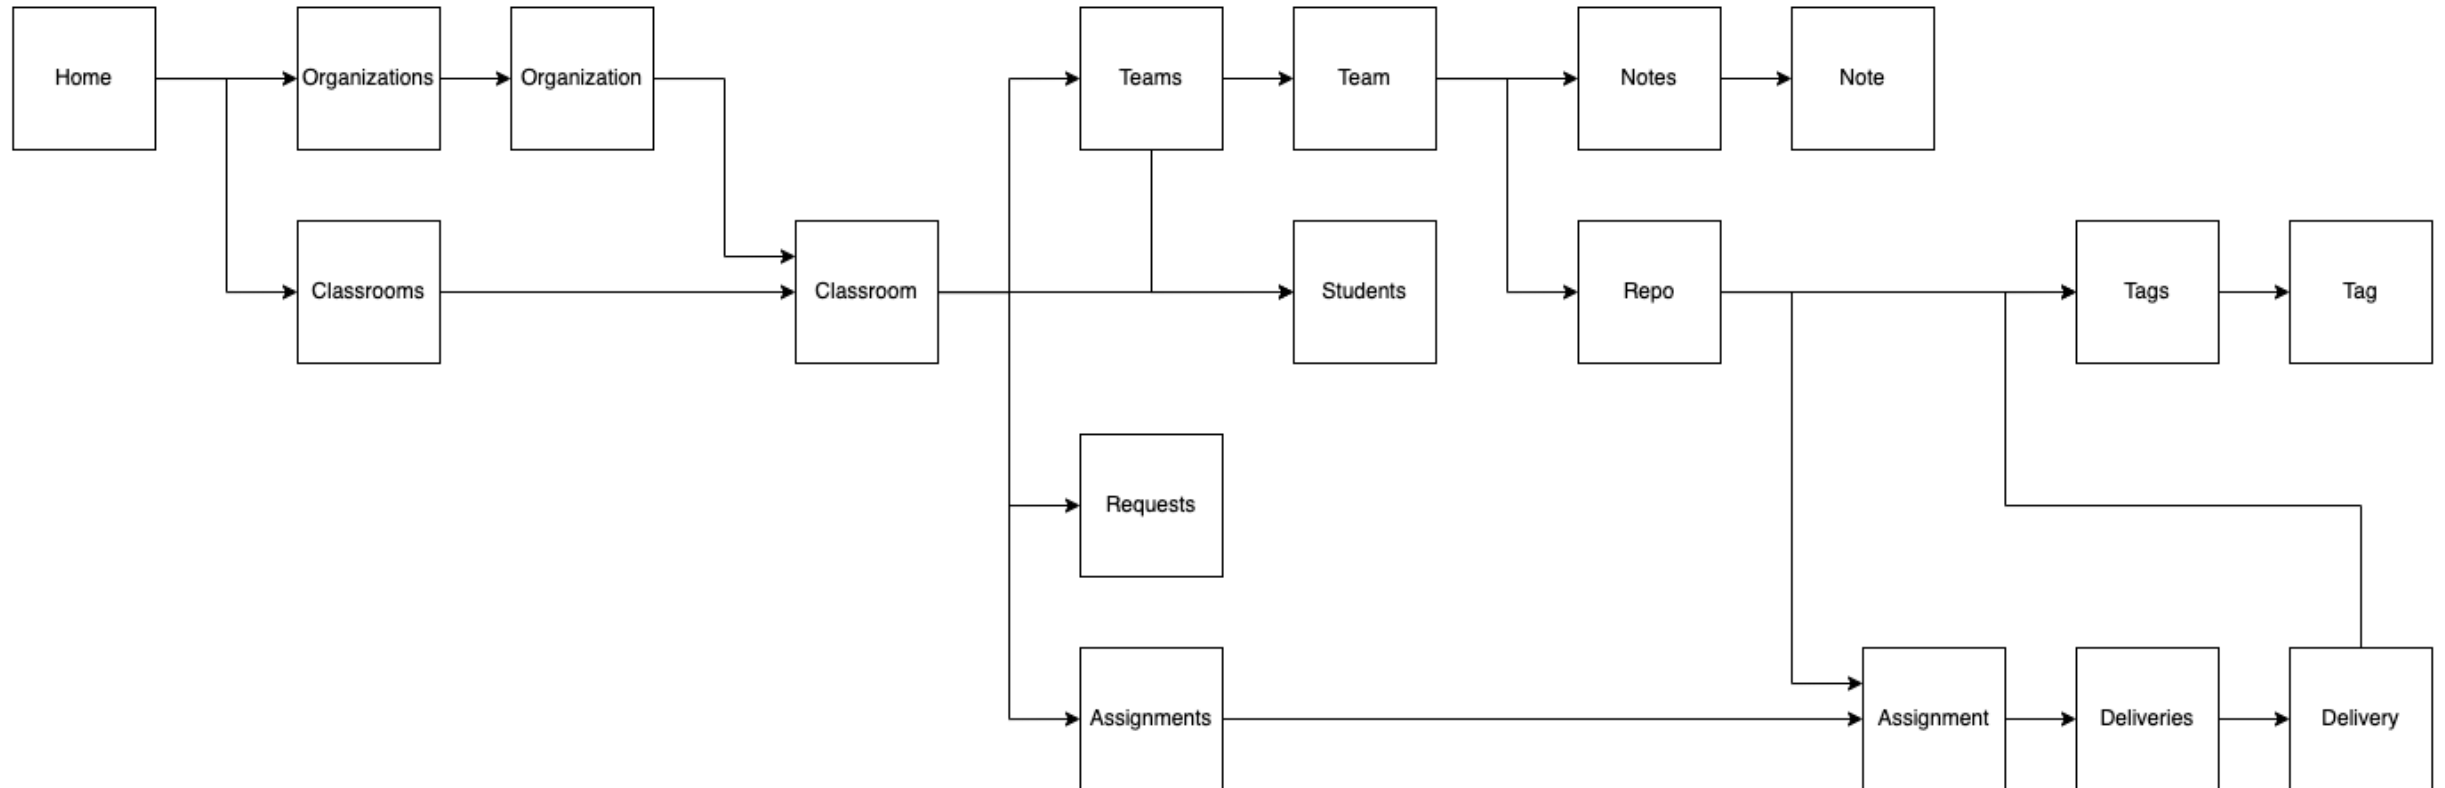 Home
Organizations
Organization
Teams
Team
Notes
Note
Classrooms
Classroom
Students
Repo
Tags
Tag
Requests
Assignments
Assignment
Deliveries
Delivery